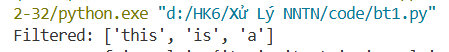 2-32/python.exe "d:/HK6/Xử Lý NNTN/code/bt1.py"
Filtered: ['this', 'is', 'a']